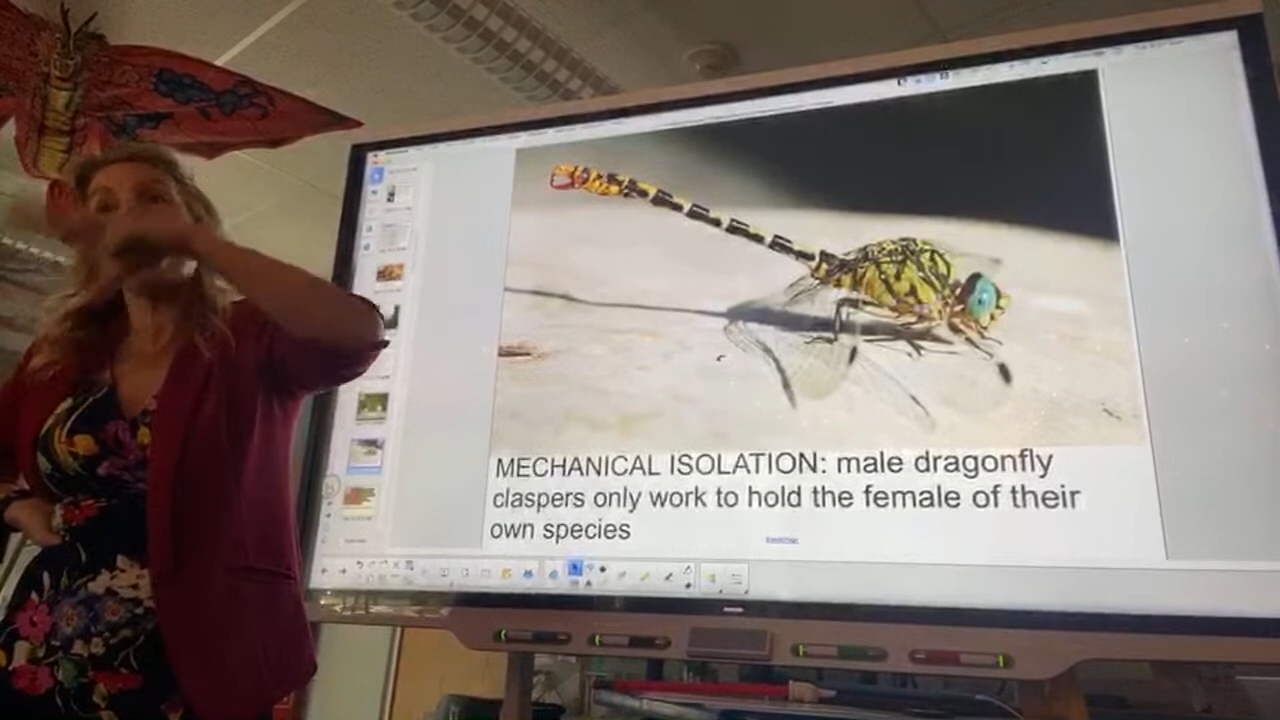 MECHANICAL ISOLATION: male dragonfly
claspers only work to hold the female of their
own species